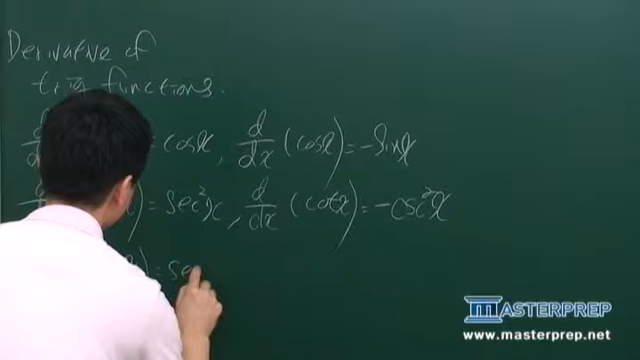 Derivative of
trig functions.
d = cosx, d/dx (cosx) = -sinx
d ) = sec²x, d/dx (cotx) = -csc²x
x) = se
MASTERPREP
www.masterprep.net